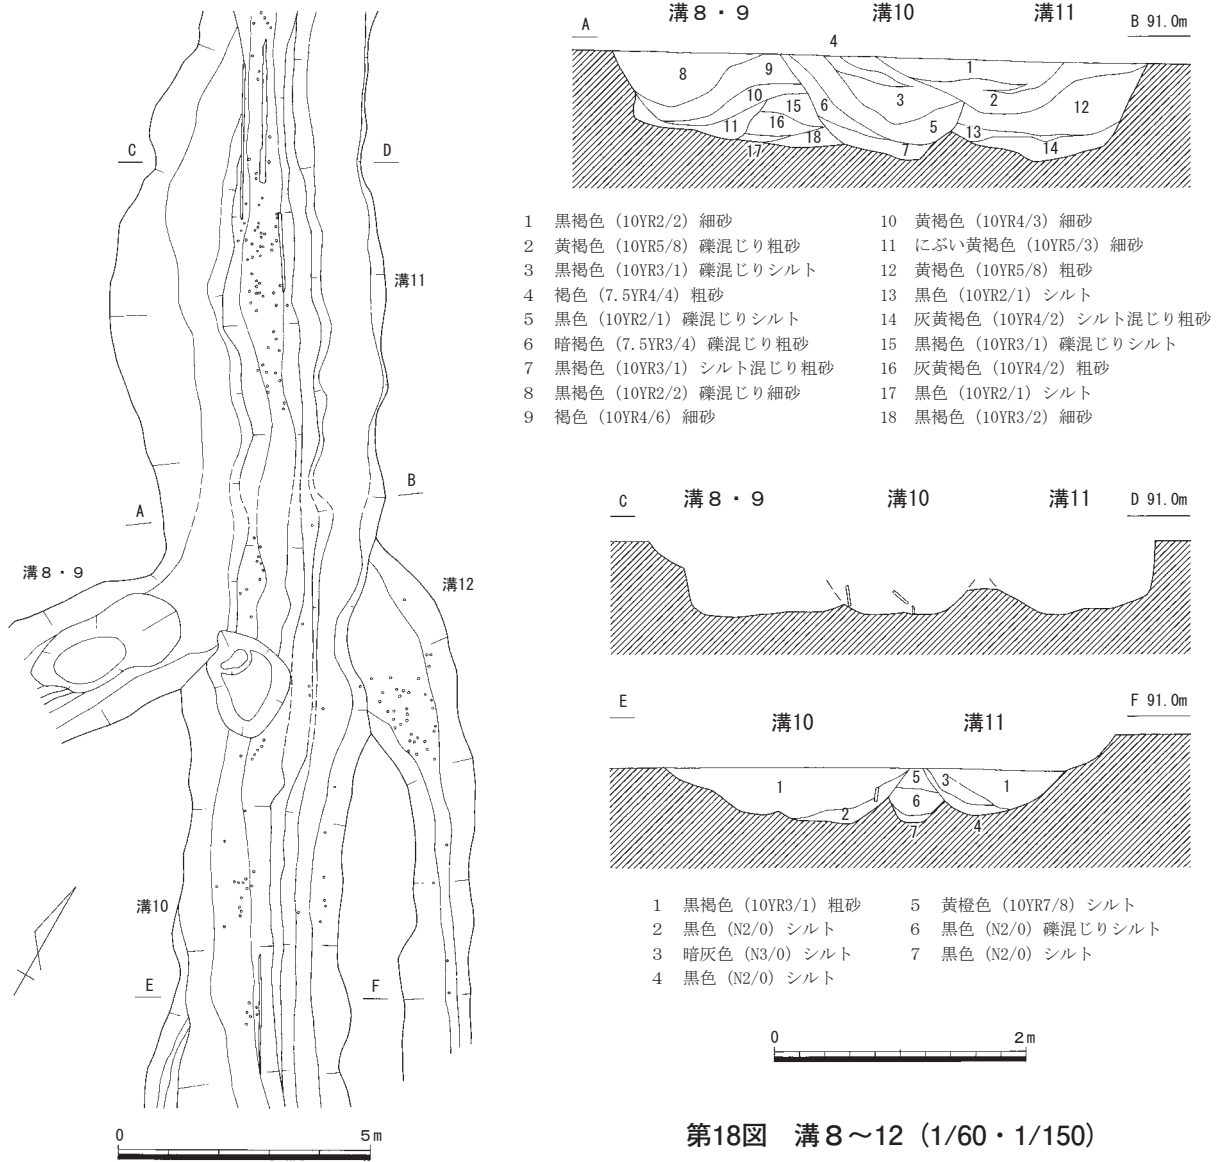 C
D
溝11
A
B
溝８・９
溝12
溝10
E
F
0
5m
A
溝８・９
溝10
溝11
B 91.0m
4
8
9
1
10
15
6
3
2
12
11
16
5
13
18
7
14
17
1 黒褐色（10YR2/2）細砂
2 黄褐色（10YR5/8）礫混じり粗砂
3 黒褐色（10YR3/1）礫混じりシルト
4 褐色（7.5YR4/4）粗砂
5 黒色（10YR2/1）礫混じりシルト
6 暗褐色（7.5YR3/4）礫混じり粗砂
7 黒褐色（10YR3/1）シルト混じり粗砂
8 黒褐色（10YR2/2）礫混じり細砂
9 褐色（10YR4/6）細砂
10 黄褐色（10YR4/3）細砂
11 にぶい黄褐色（10YR5/3）細砂
12 黄褐色（10YR5/8）粗砂
13 黒色（10YR2/1）シルト
14 灰黄褐色（10YR4/2）シルト混じり粗砂
15 黒褐色（10YR3/1）礫混じりシルト
16 灰黄褐色（10YR4/2）粗砂
17 黒色（10YR2/1）シルト
18 黒褐色（10YR3/2）細砂
C
溝８・９
溝10
溝11
D 91.0m
E
溝10
溝11
F 91.0m
1
5
3
1
2
6
7
4
1 黒褐色（10YR3/1）粗砂
2 黒色（N2/0）シルト
3 暗灰色（N3/0）シルト
4 黒色（N2/0）シルト
5 黄橙色（10YR7/8）シルト
6 黒色（N2/0）礫混じりシルト
7 黒色（N2/0）シルト
0
2m
第18図　溝８～12（1/60・1/150）